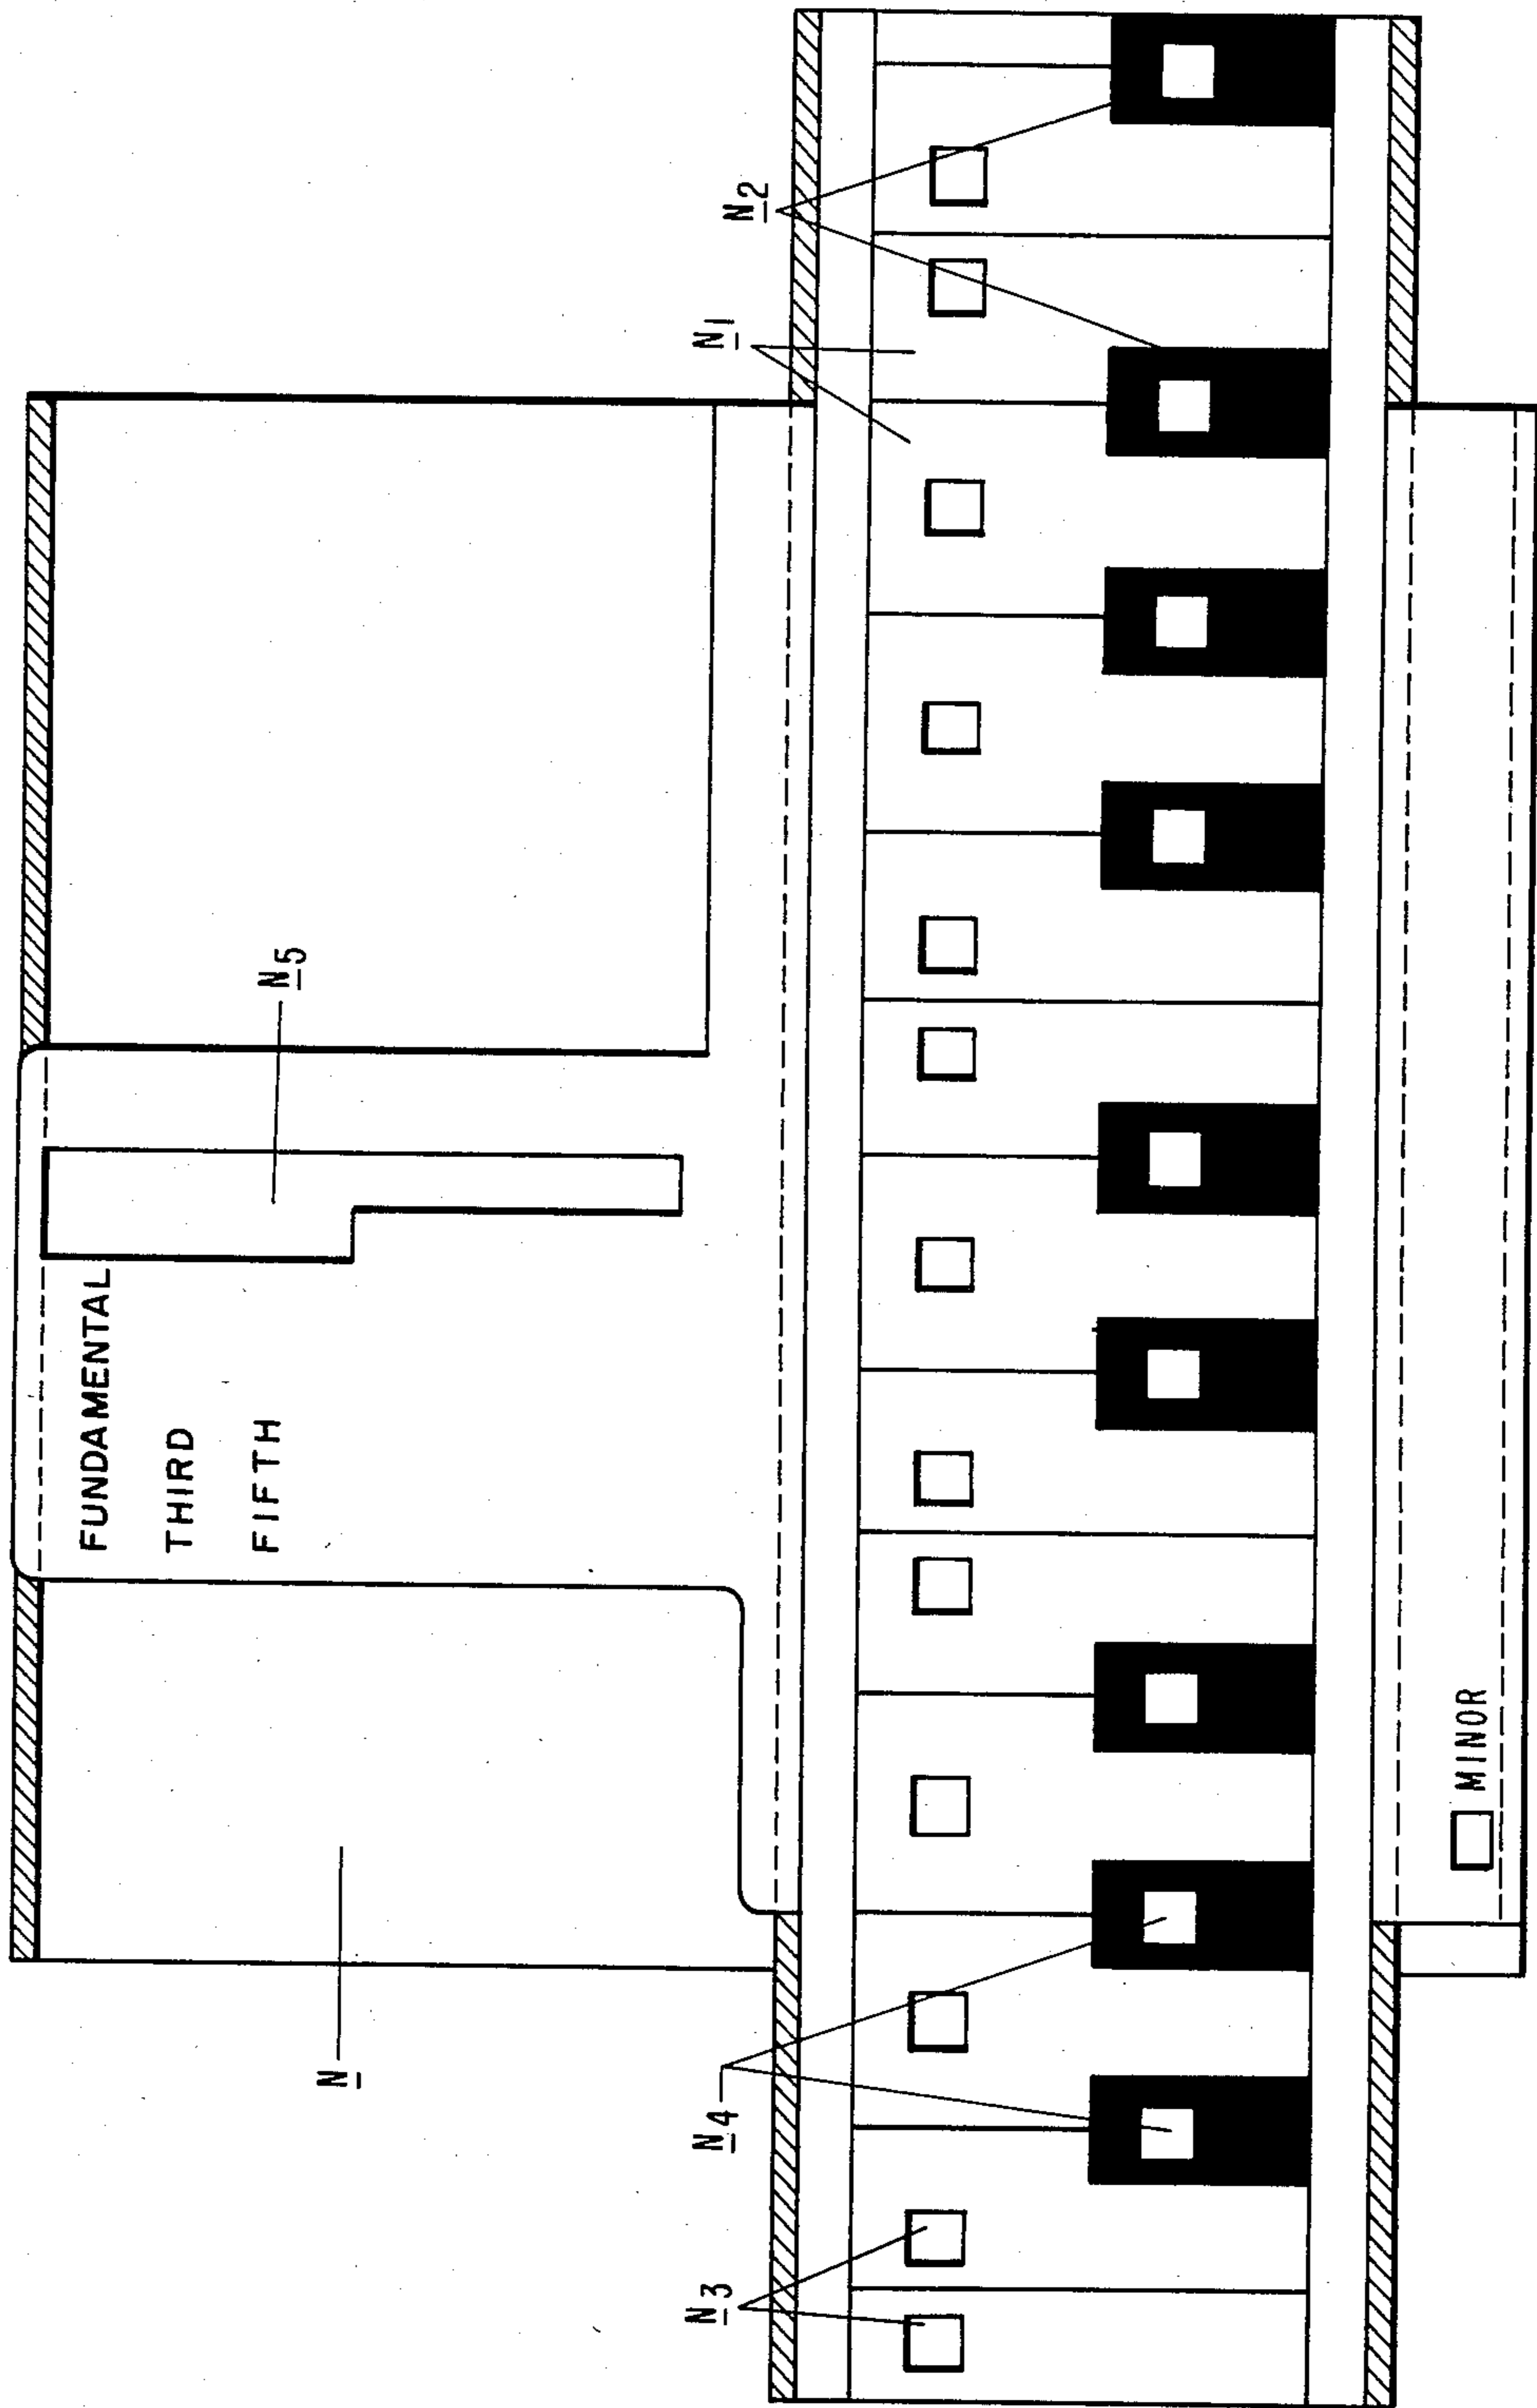 N
N5
FUNDAMENTAL
THIRD
FIFTH
N3
N4
N1
N2
MINOR